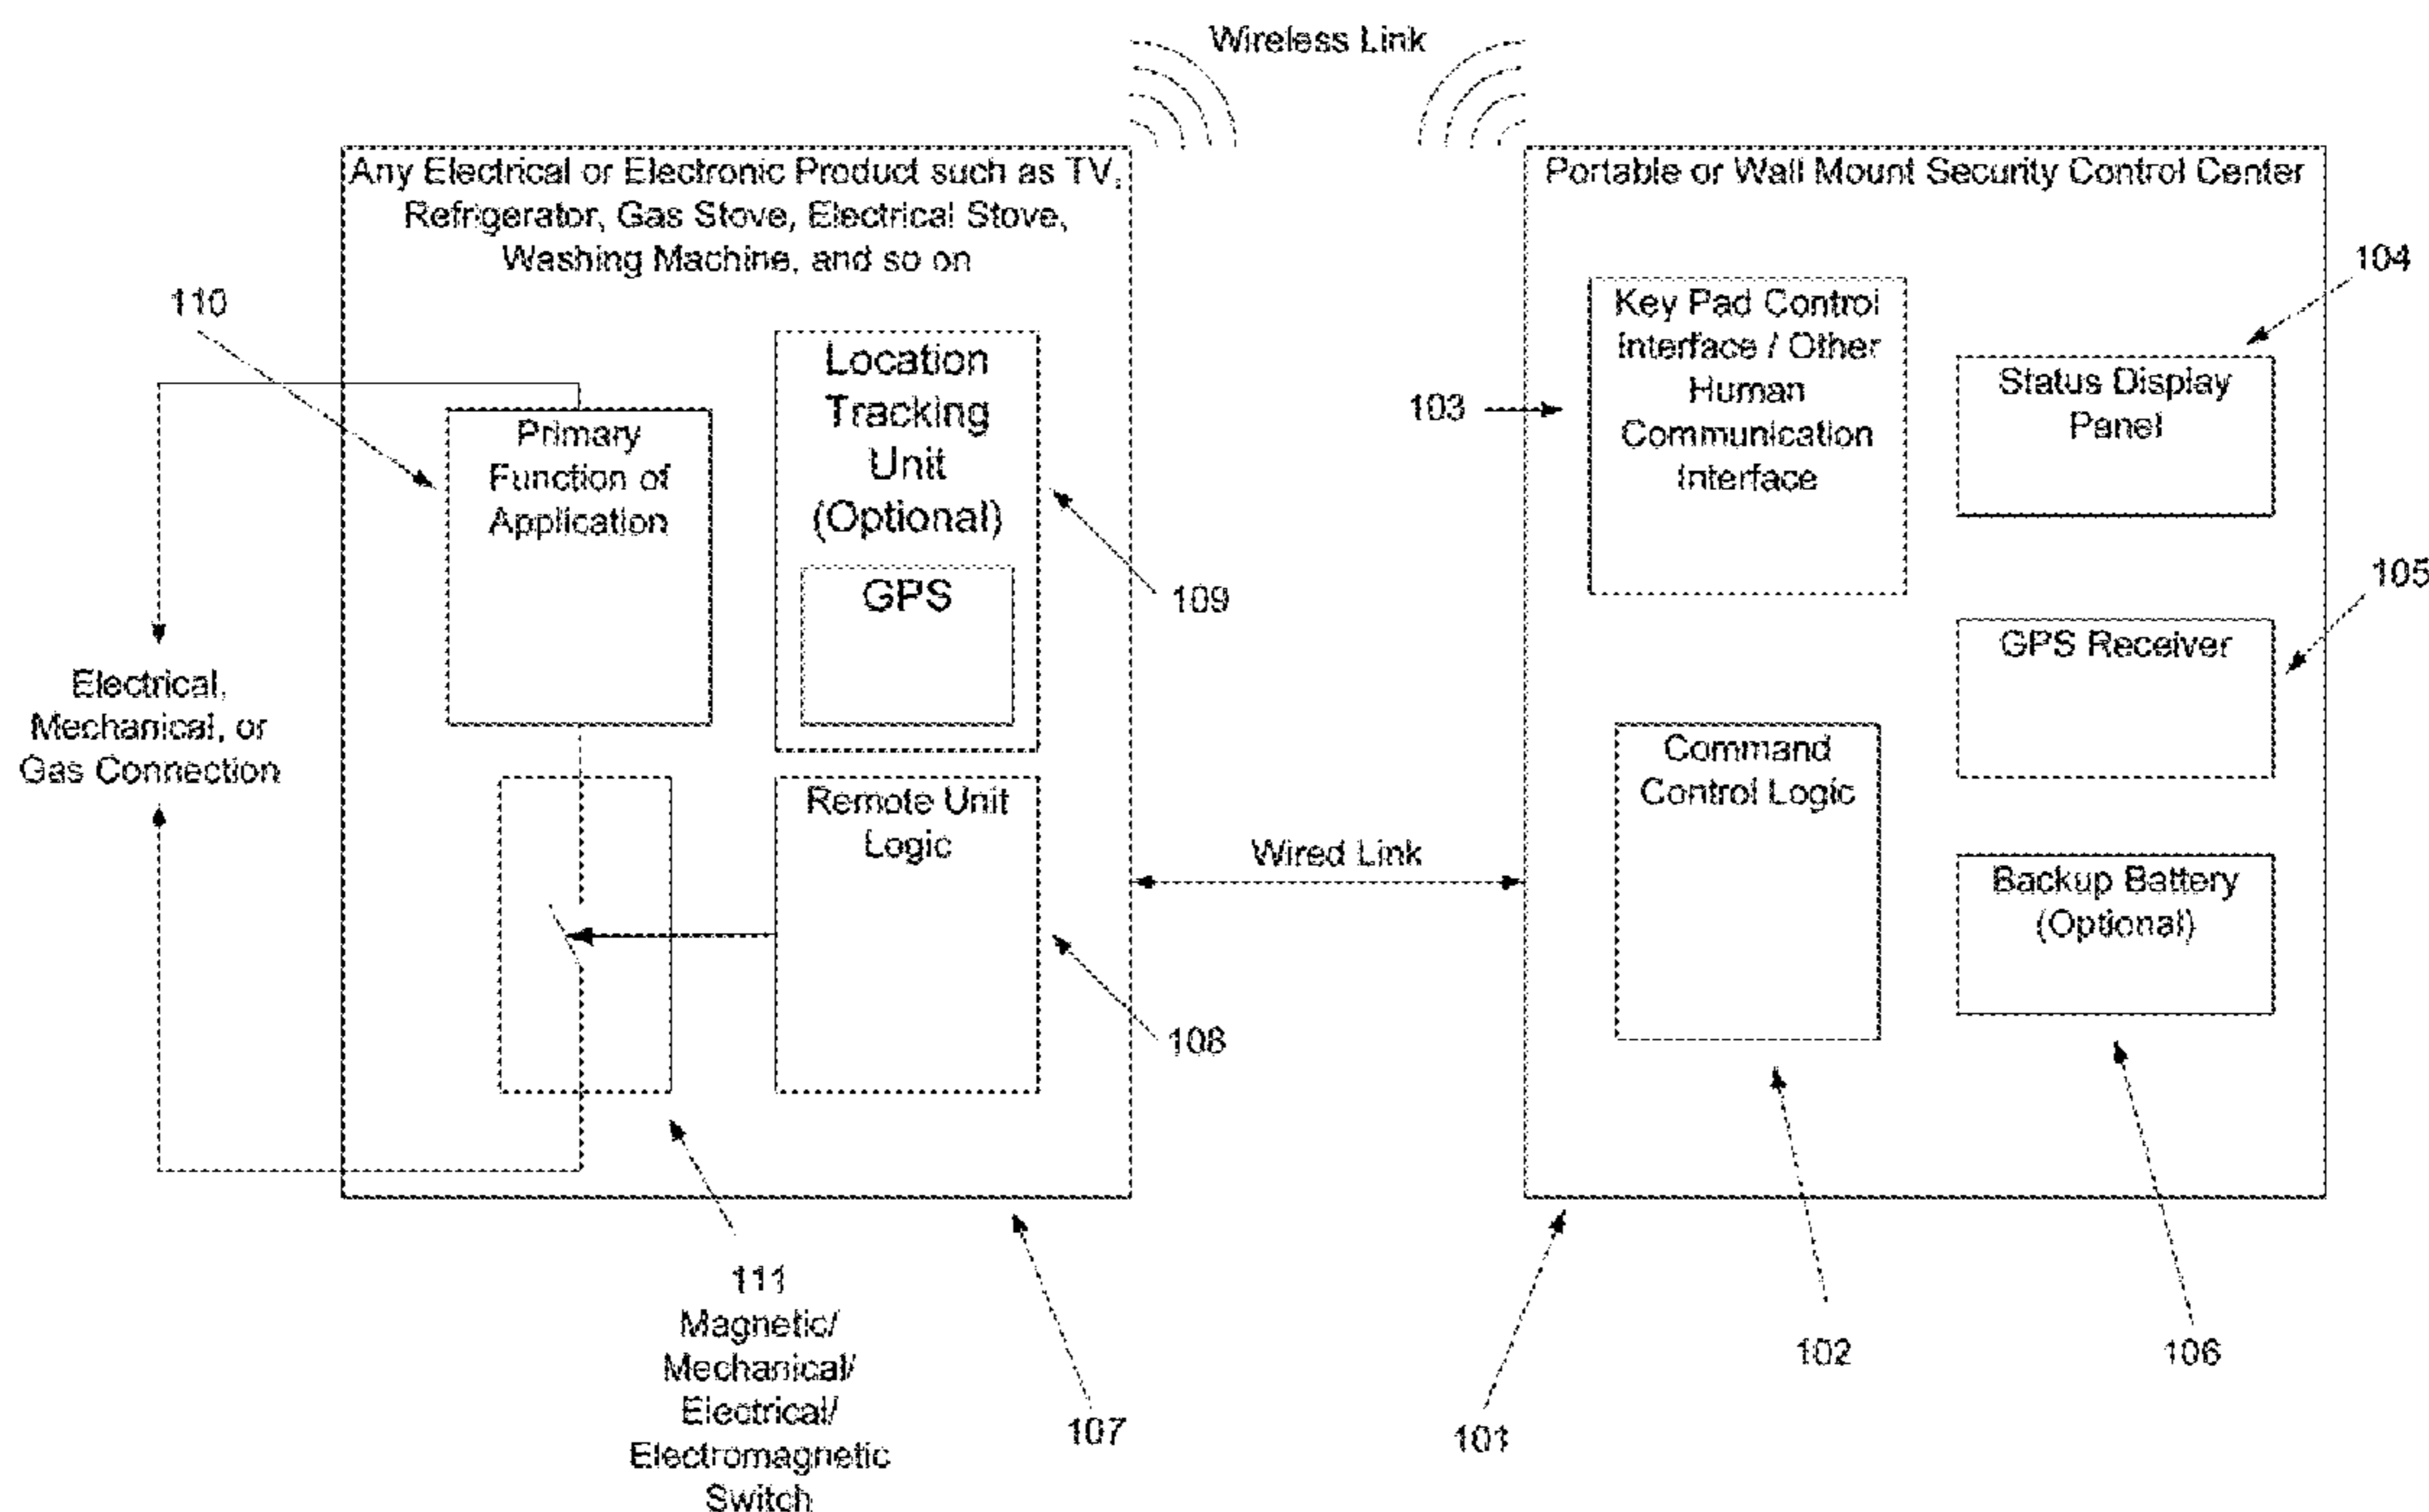 Wireless Link
Any Electrical or Electronic Product such as TV,
Refrigerator, Gas Stove, Electrical Stove,
Washing Machine, and so on
110
Location
Tracking
Unit
(Optional)
GPS
109
Primary
Function of
Application
Electrical,
Mechanical, or
Gas Connection
Remote Unit
Logic
108
111
Magnetic/
Mechanical/
Electrical/
Electromagnetic
Switch
107
Wired Link
Portable or Wall Mount Security Control Center
Key Pad Control
Interface / Other
Human
Communication
Interface
103
104
Status Display
Panel
105
GPS Receiver
Command
Control Logic
Backup Battery
(Optional)
102
106
101